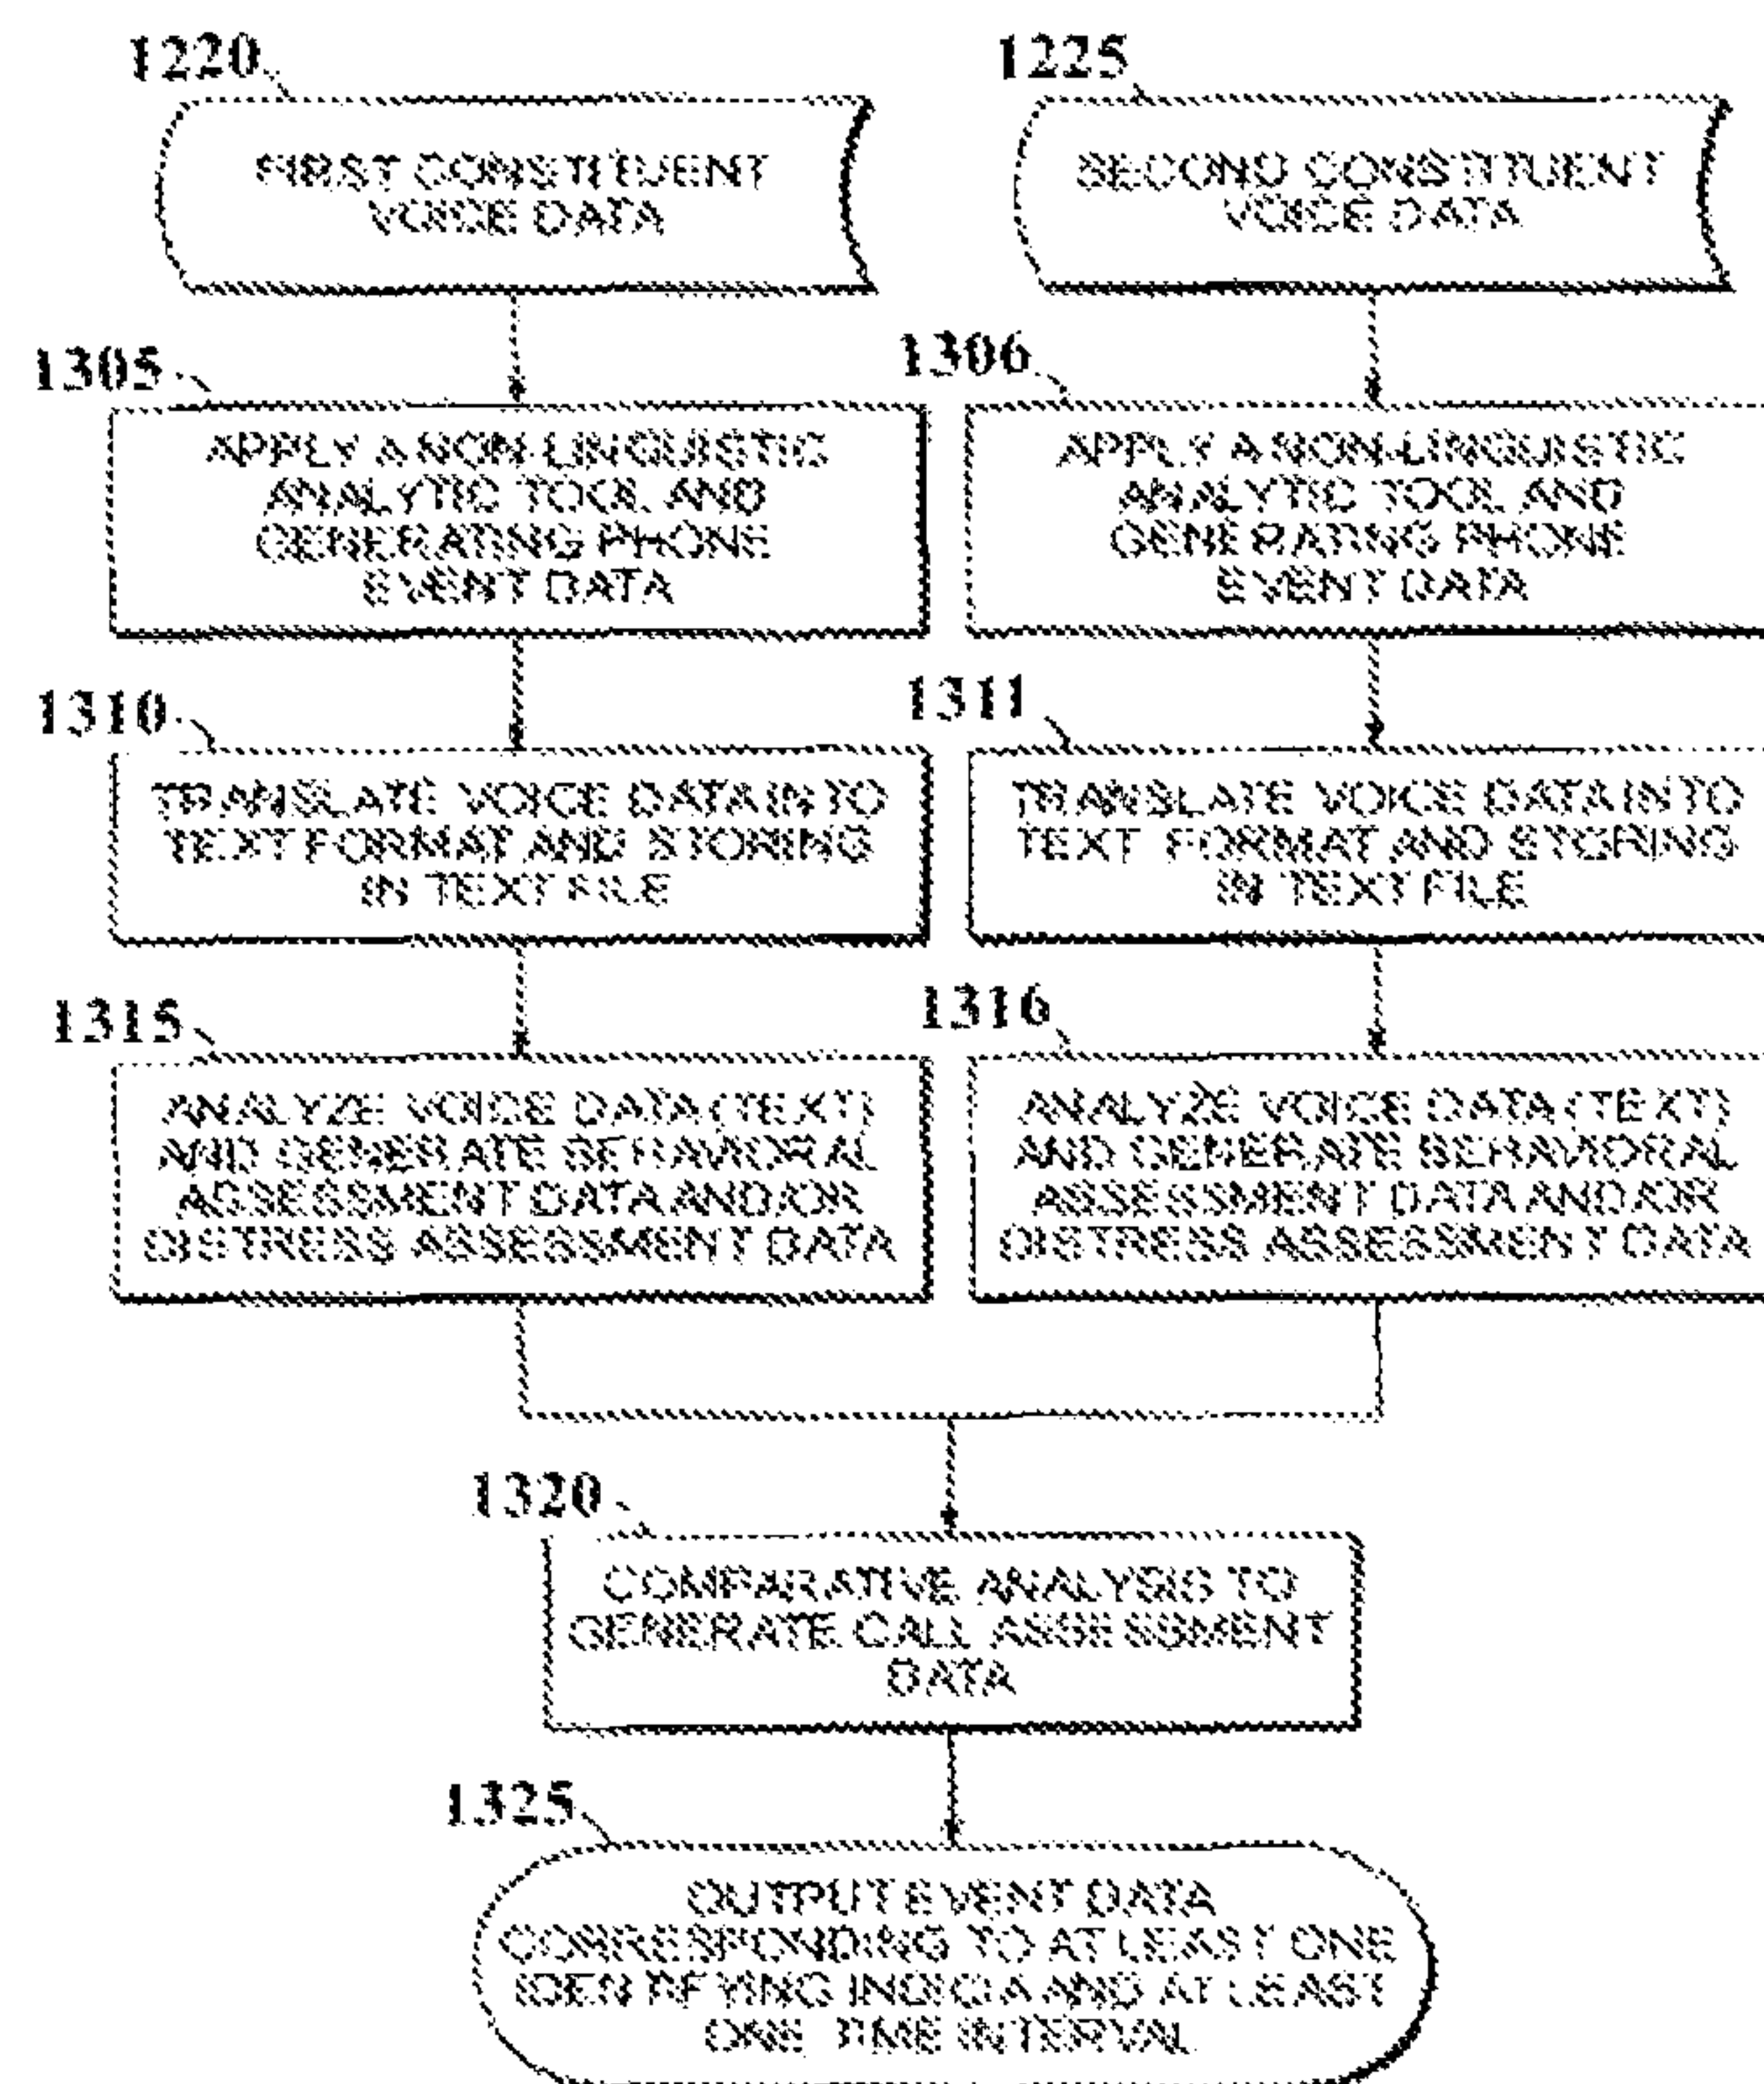 1220
FIRST CONSTITUENT
VOICE DATA
1225
SECOND CONSTITUENT
VOICE DATA
1305
APPLY A NON-LINGUISTIC
ANALYTIC TOOL AND
GENERATING PHONE
EVENT DATA
1306
APPLY A NON-LINGUISTIC
ANALYTIC TOOL AND
GENERATING PHONE
EVENT DATA
1310
TRANSLATE VOICE DATA INTO
TEXT FORMAT AND STORING
IN TEXT FILE
1311
TRANSLATE VOICE DATA INTO
TEXT FORMAT AND STORING
IN TEXT FILE
1315
ANALYZE VOICE DATA (TEXT)
AND GENERATE BEHAVIORAL
ASSESSMENT DATA AND/OR
DISTRESS ASSESSMENT DATA
1316
ANALYZE VOICE DATA (TEXT)
AND GENERATE BEHAVIORAL
ASSESSMENT DATA AND/OR
DISTRESS ASSESSMENT DATA
1320
COMPARATIVE ANALYSIS TO
GENERATE CALL ASSESSMENT
DATA
1325
OUTPUT EVENT DATA
CORRESPONDING TO AT LEAST ONE
IDENTIFYING INDICIA AND AT LEAST
ONE TIME INTERVAL